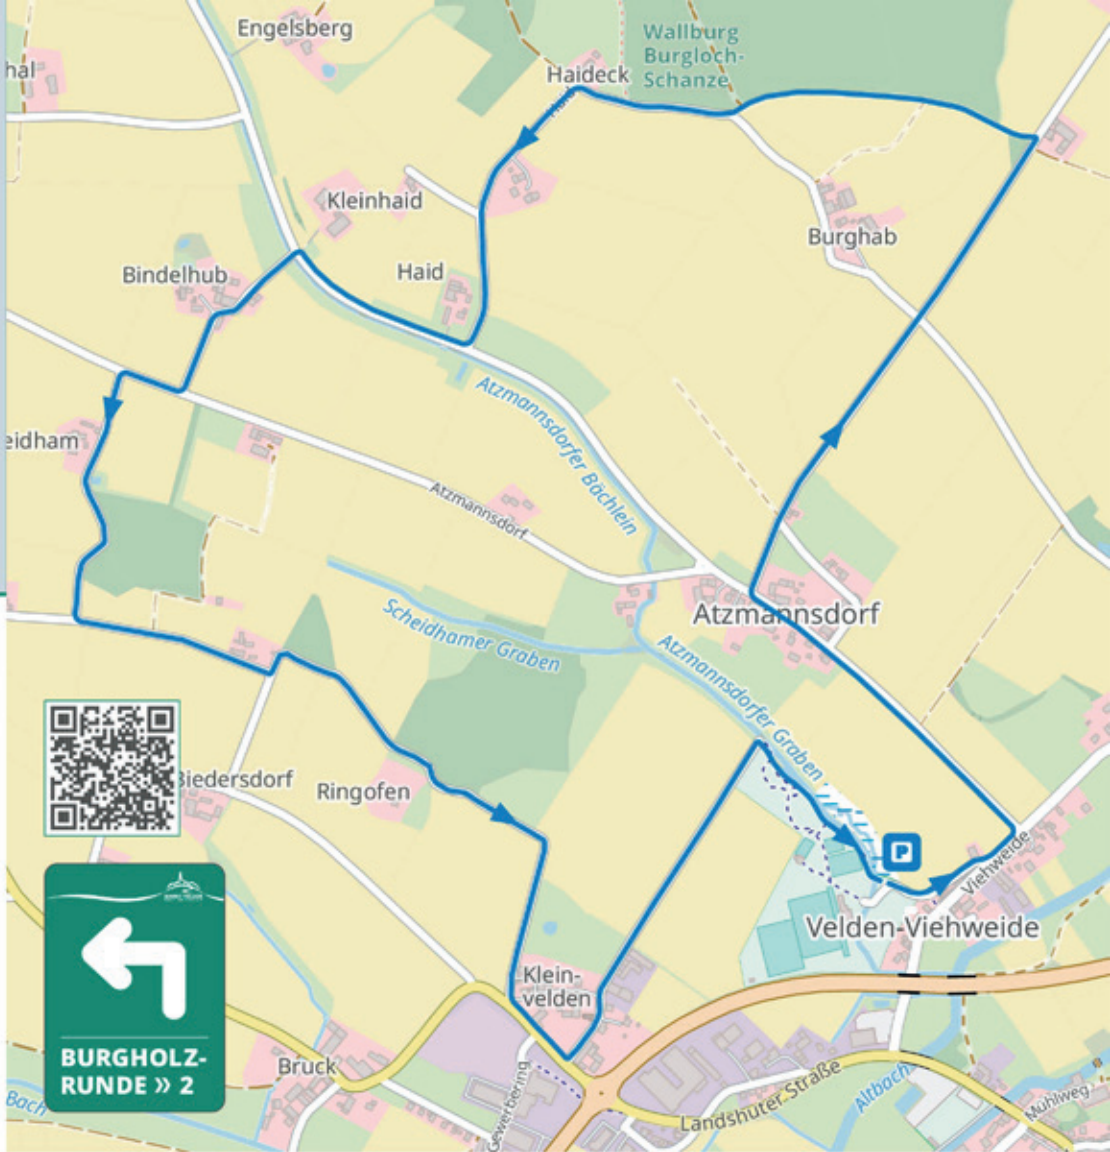 Engelsberg
Wallburg
Burgloch-
Schanze
hal
Haideck
Haid
Kleinhaid
Burghab
Haid
Bindelhub
Atzmannsdorfer Bächlein
eidham
Atzmannsdorf
Scheidhamer Graben
Atzmannsdorf
Atzmannsdorfer Graben
Biedersdorf
Ringofen
P
Viehweide
Velden-Viehweide
Klein-
velden
BURGHOLZ-
RUNDE » 2
Bruck
Bach
Gewerbering
Landshuter Straße
Altbach
Mühlweg